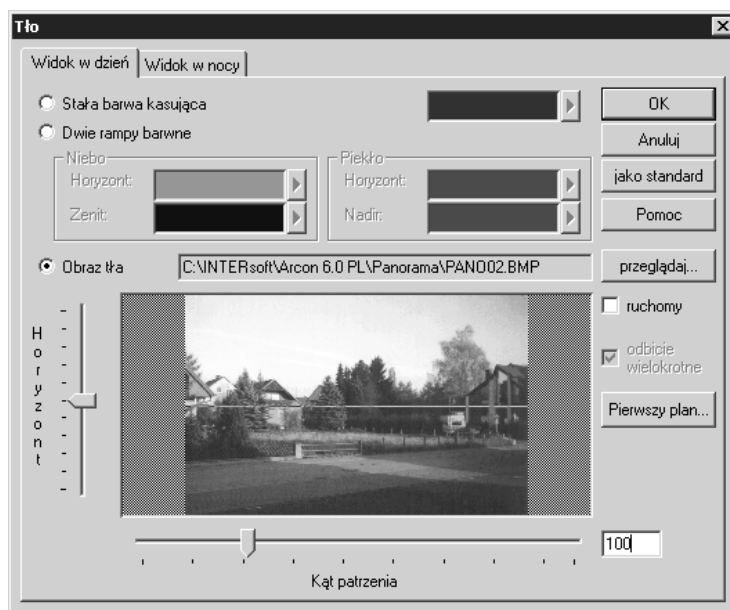 Tło
Widok w dzień Widok w nocy
Stała barwa kasująca
OK
Dwie rampy barwne
Anuluj
Niebo
Piekło
Horyzont:
Horyzont:
jako standard
Zenit:
Nadir:
Pomoc
Obraz tła C:\INTERsoft\Arcon 6.0 PL\Panorama\PANO02.BMP przeglądaj...
ruchomy
Horyzont
odbicie
wielokrotne
Pierwszy plan...
100
Kąt patrzenia